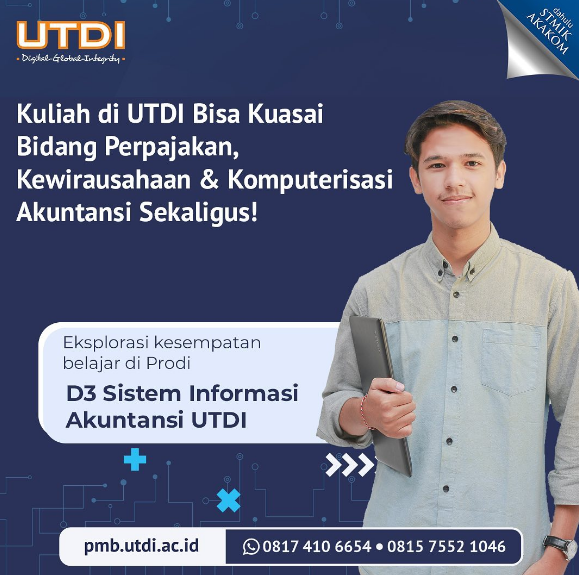 UTDI
Digital-Global-Integrity
dahulu
STMIK
AKAKOM
Kuliah di UTDI Bisa Kuasai
Bidang Perpajakan,
Kewirausahaan & Komputerisasi
Akuntansi Sekaligus!
Eksplorasi kesempatan
belajar di Prodi
D3 Sistem Informasi
Akuntansi UTDI
pmb.utdi.ac.id
0817 410 6654 • 0815 7552 1046